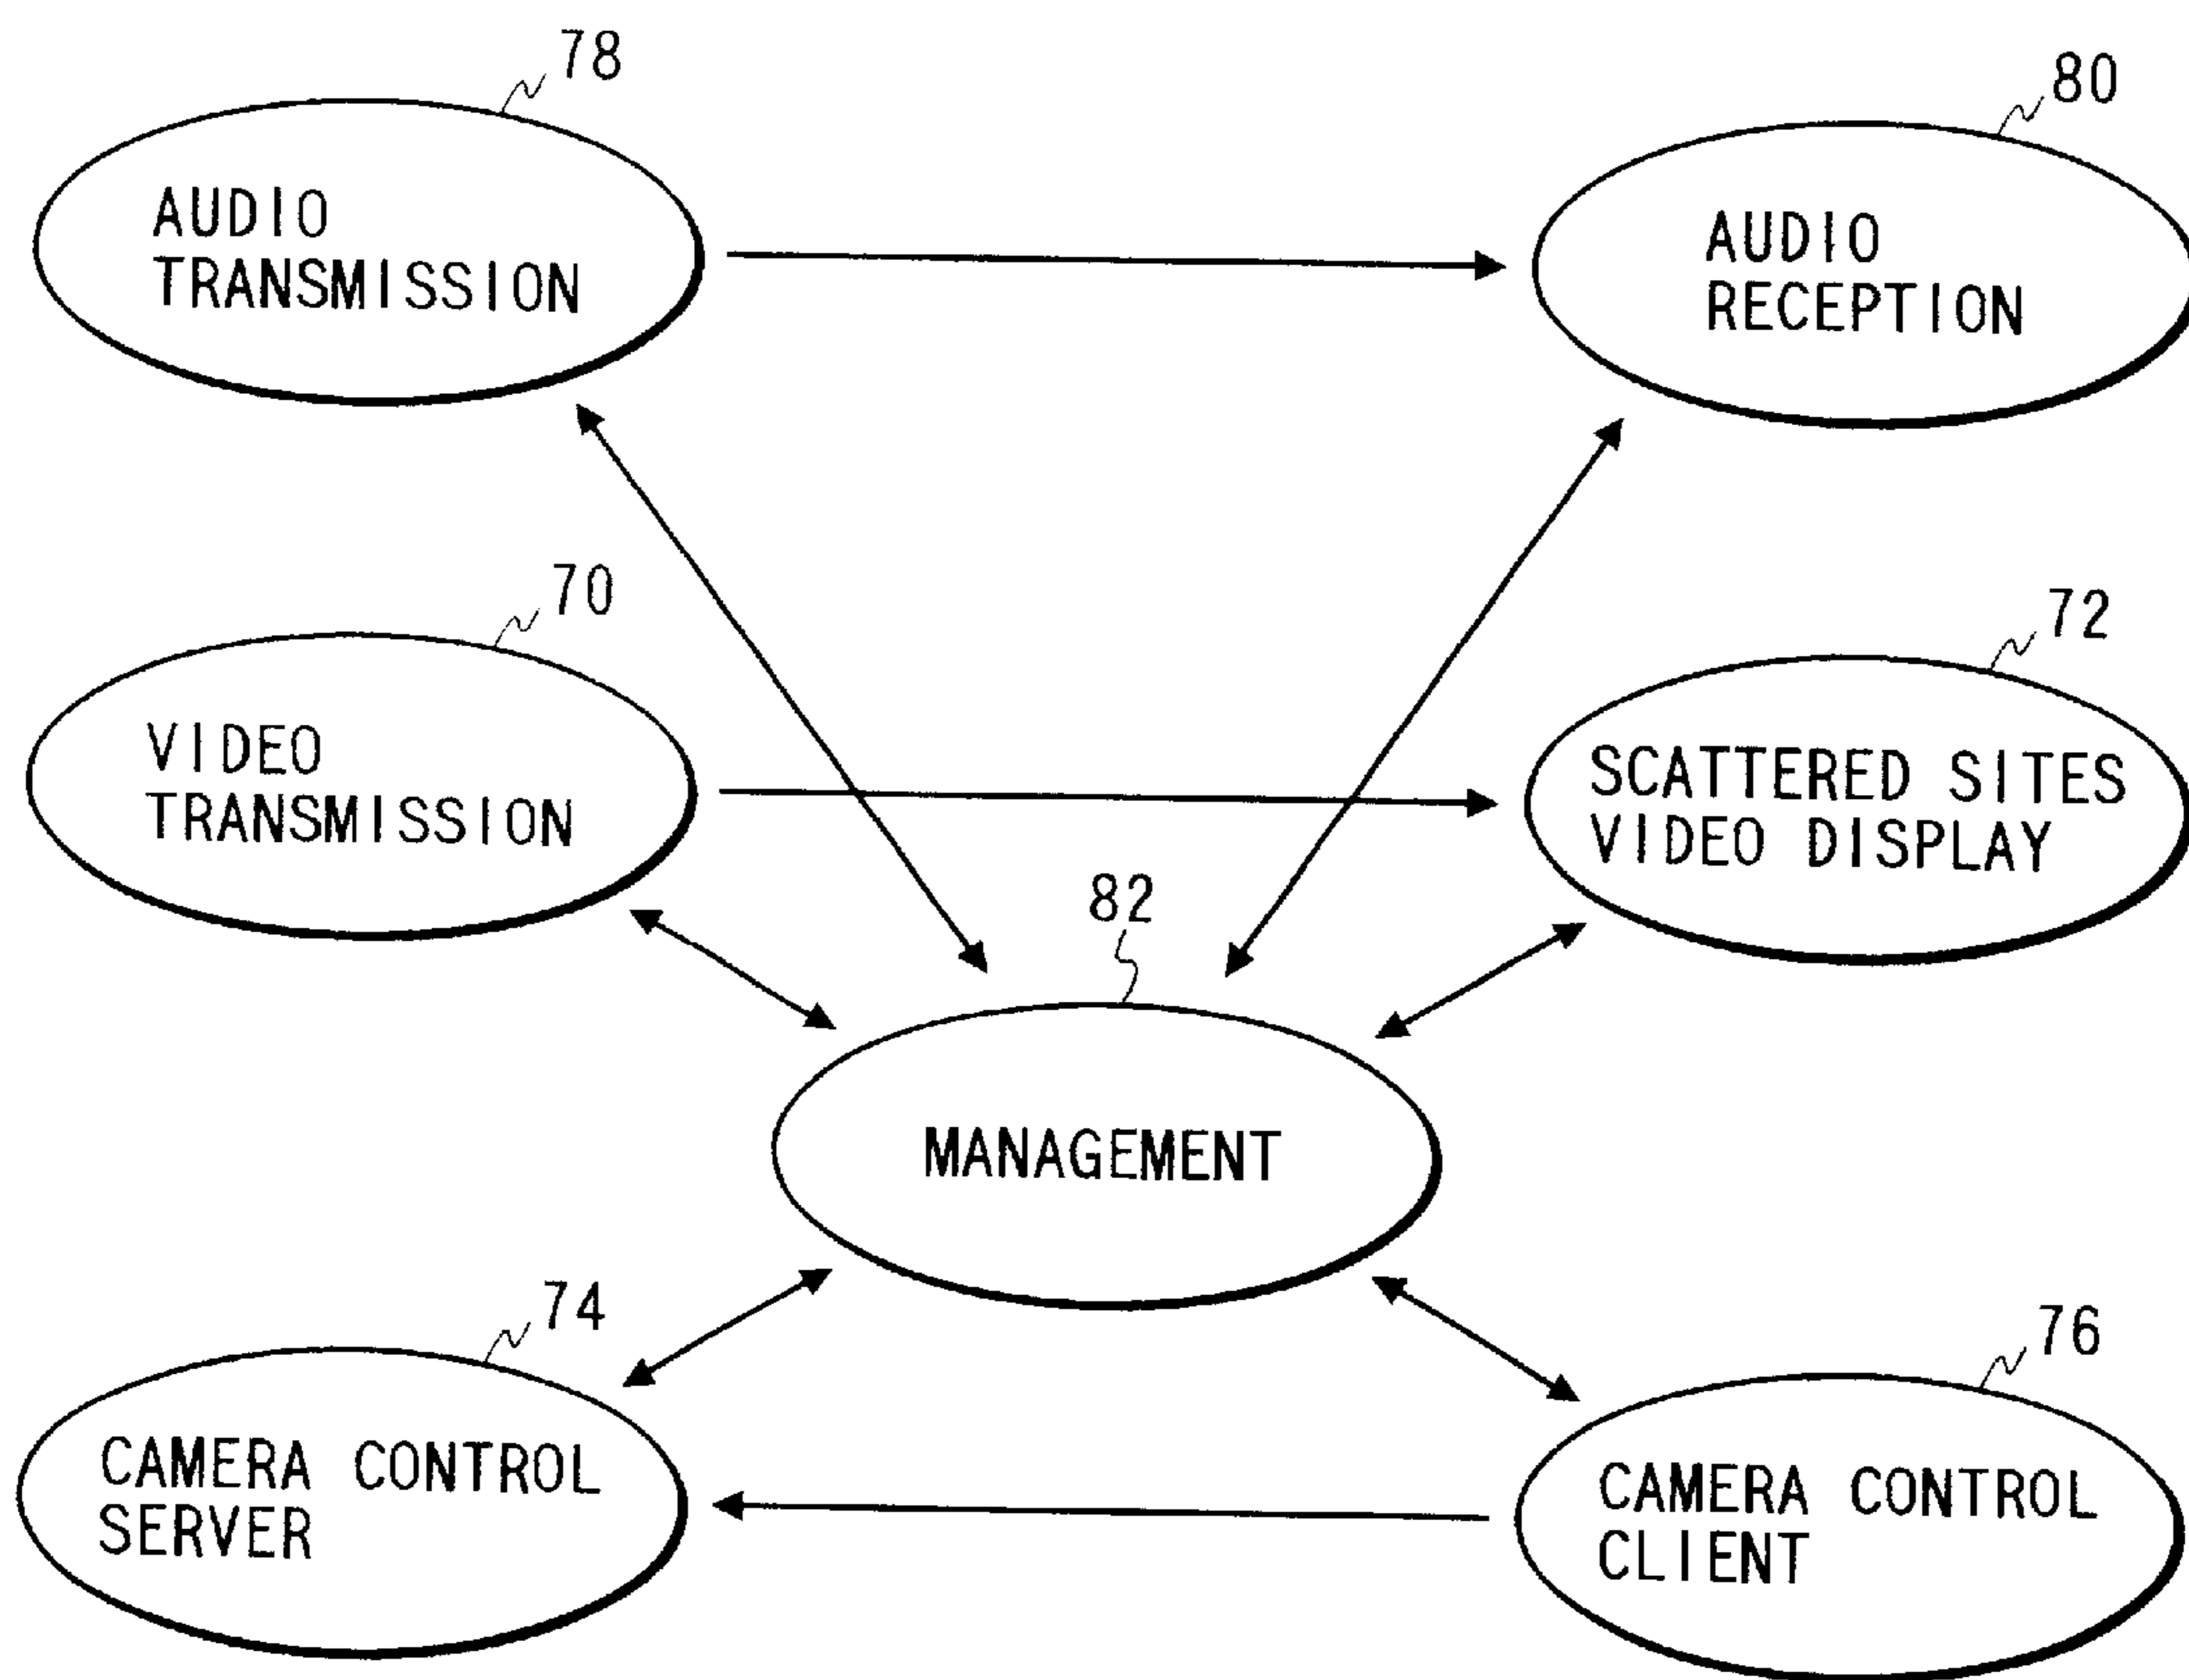 78
AUDIO
TRANSMISSION
80
AUDIO
RECEPTION
70
VIDEO
TRANSMISSION
72
SCATTERED SITES
VIDEO DISPLAY
82
MANAGEMENT
74
CAMERA CONTROL
SERVER
76
CAMERA CONTROL
CLIENT